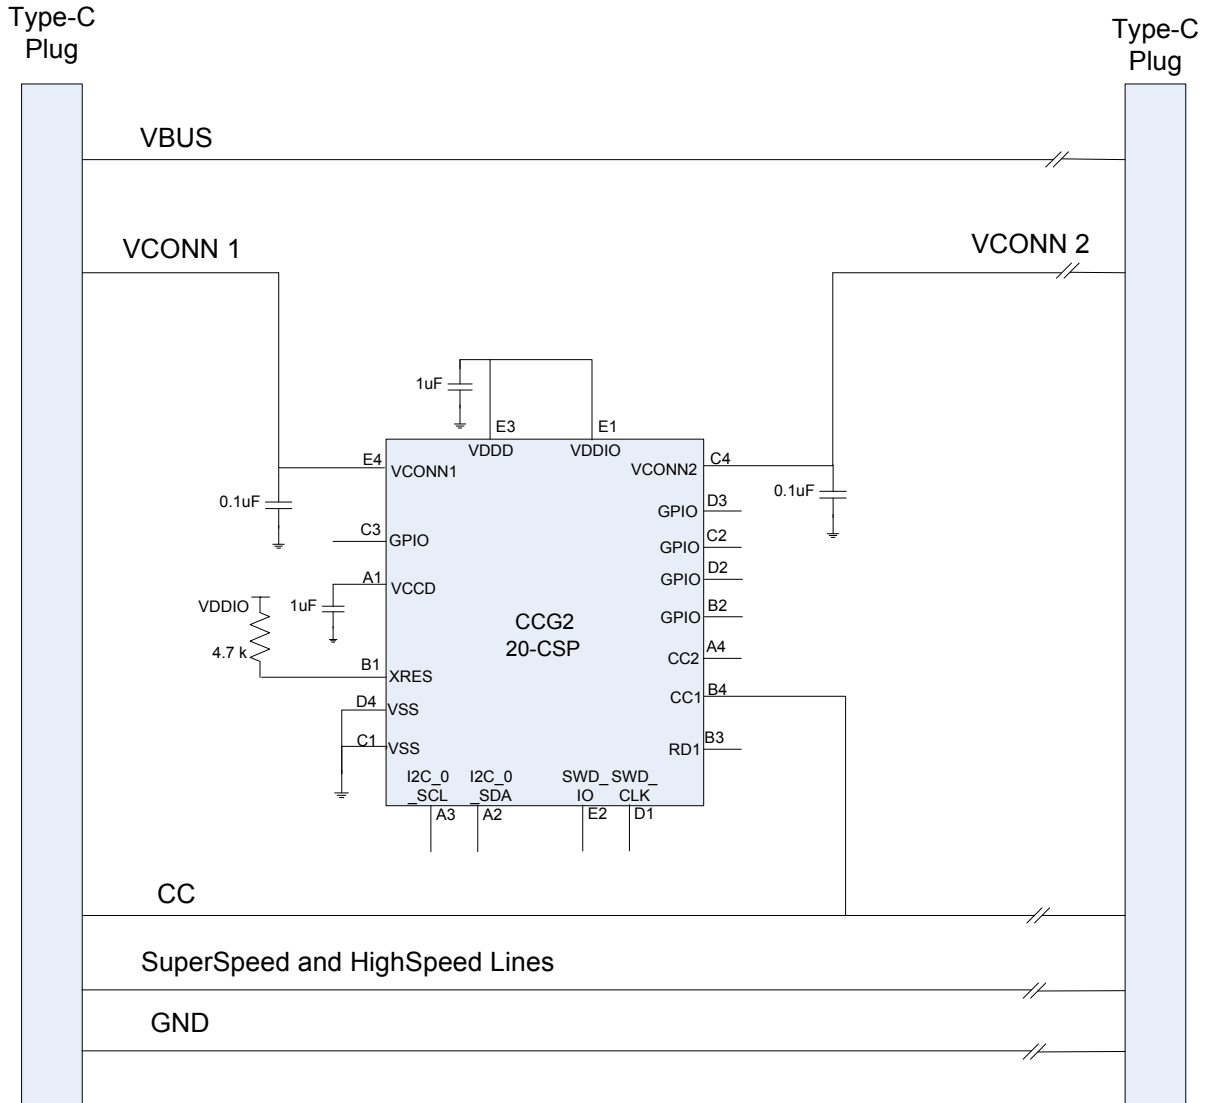 Type-C
Plug
Type-C
Plug
VBUS
VCONN 1
VCONN 2
1uF
E3
E1
VDDD
VDDIO
E4
VCONN1
VCONN2
C4
0.1uF
0.1uF
GPIO
D3
C3
GPIO
GPIO
C2
A1
VCCD
GPIO
D2
VDDIO
1uF
GPIO
B2
4.7 k
CCG2
20-CSP
CC2
A4
B1
XRES
CC1
B4
D4
VSS
C1
VSS
RD1
B3
I2C_0
_SCL
I2C_0
_SDA
SWD_
IO
SWD_
CLK
A3
A2
E2
D1
CC
SuperSpeed and HighSpeed Lines
GND